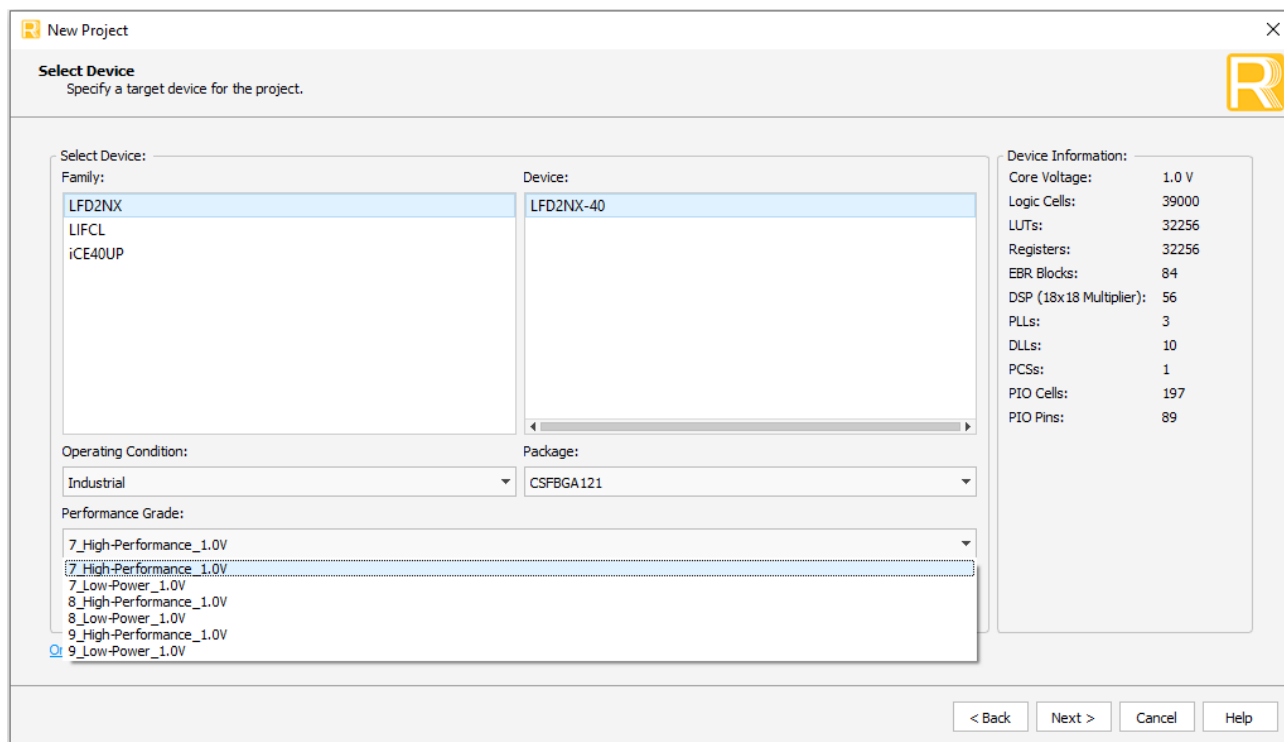 New Project
Select Device
Specify a target device for the project.
Select Device:
Family:
LFD2NX
LIFCL
iCE40UP
Device:
LFD2NX-40
Operating Condition:
Industrial
Package:
CSFBGA121
Performance Grade:
7_High-Performance_1.0V
7_High-Performance_1.0V
7_Low-Power_1.0V
8_High-Performance_1.0V
8_Low-Power_1.0V
9_High-Performance_1.0V
9_Low-Power_1.0V
Device Information:
Core Voltage: 1.0 V
Logic Cells: 39000
LUTs: 32256
Registers: 32256
EBR Blocks: 84
DSP (18x18 Multiplier): 56
PLLs: 3
DLLs: 10
PCSs: 1
PIO Cells: 197
PIO Pins: 89
< Back
Next >
Cancel
Help